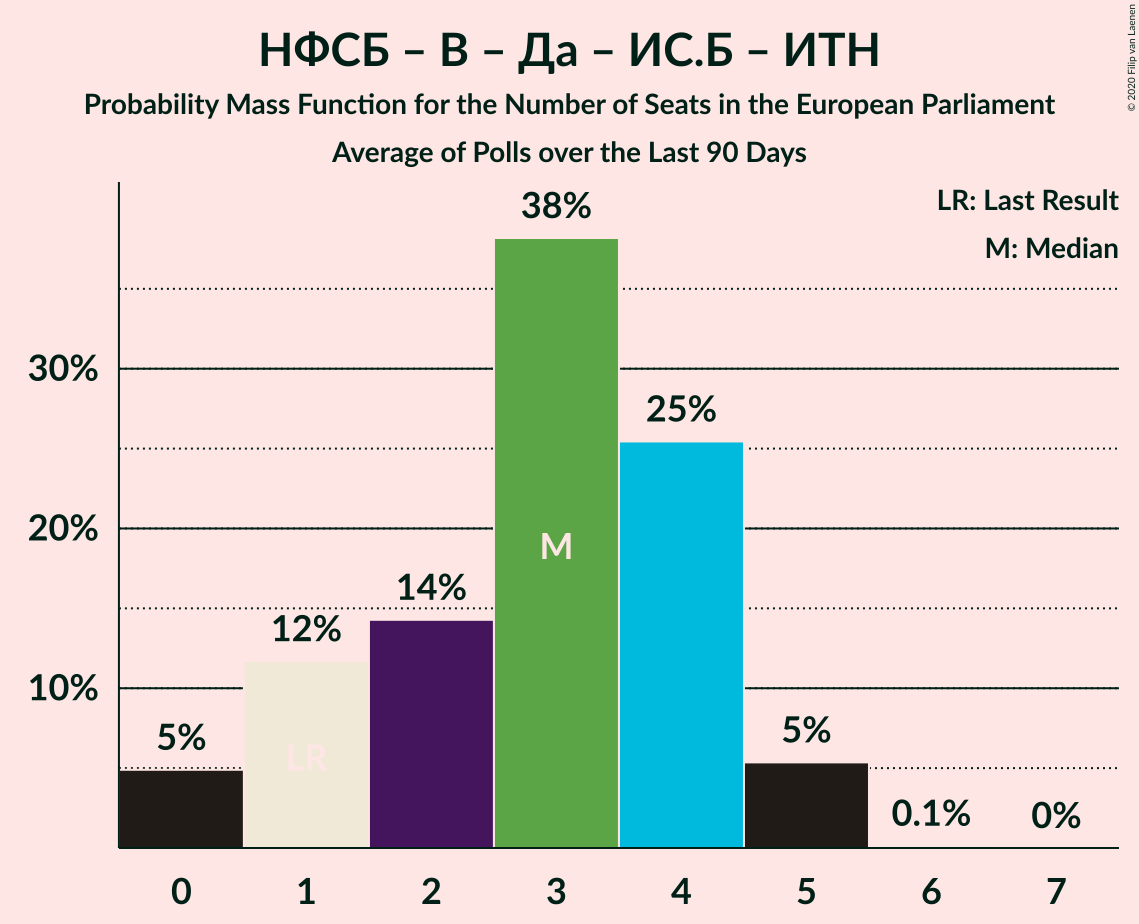 НФСБ – В – Да – ИС.Б – ИТН
Probability Mass Function for the Number of Seats in the European Parliament
Average of Polls over the Last 90 Days
© 2020 Filip van Laenen
LR: Last Result
M: Median
38%
30%
25%
20%
M
14%
12%
10%
5%
LR
5%
0.1%
0%
0 1 2 3 4 5 6 7